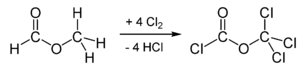 O H H + 4 Cl₂ O Cl Cl
H O C H - 4 HCl Cl O C Cl